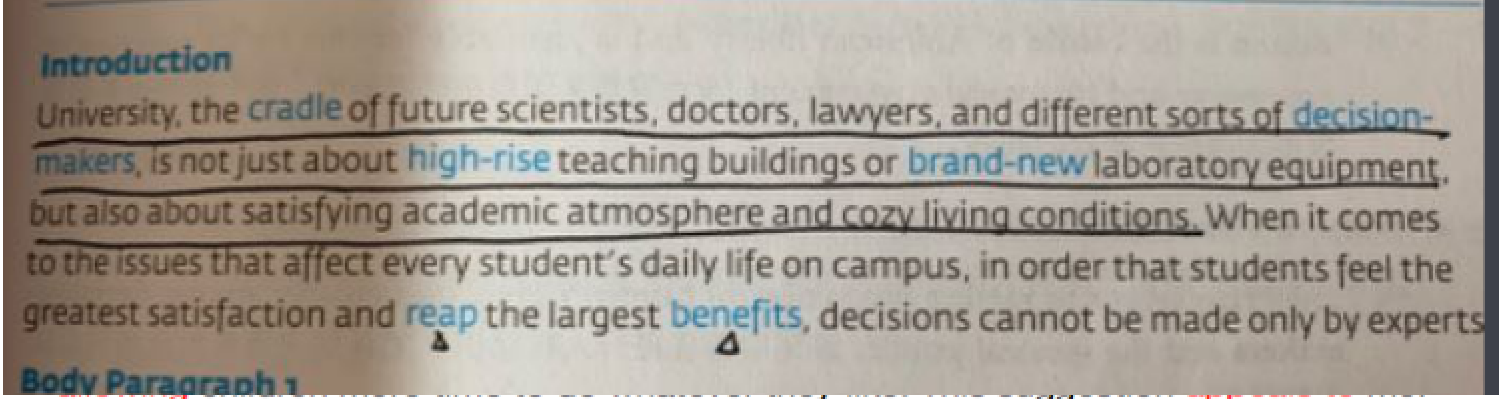 Introduction
University, the cradle of future scientists, doctors, lawyers, and different sorts of decision-
makers, is not just about high-rise teaching buildings or brand-new laboratory equipment,
but also about satisfying academic atmosphere and cozy living conditions. When it comes
to the issues that affect every student's daily life on campus, in order that students feel the
greatest satisfaction and reap the largest benefits, decisions cannot be made only by experts
Body Paragraph 1